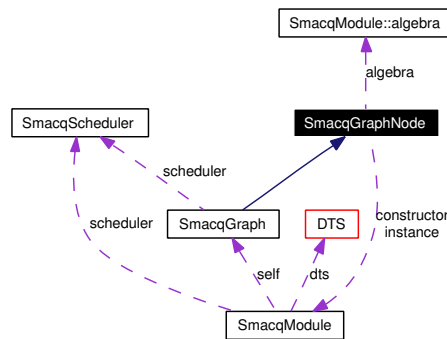 SmacqModule::algebra
algebra
SmacqScheduler
SmacqGraphNode
scheduler
scheduler
SmacqGraph
DTS
constructor
instance
self
dts
SmacqModule